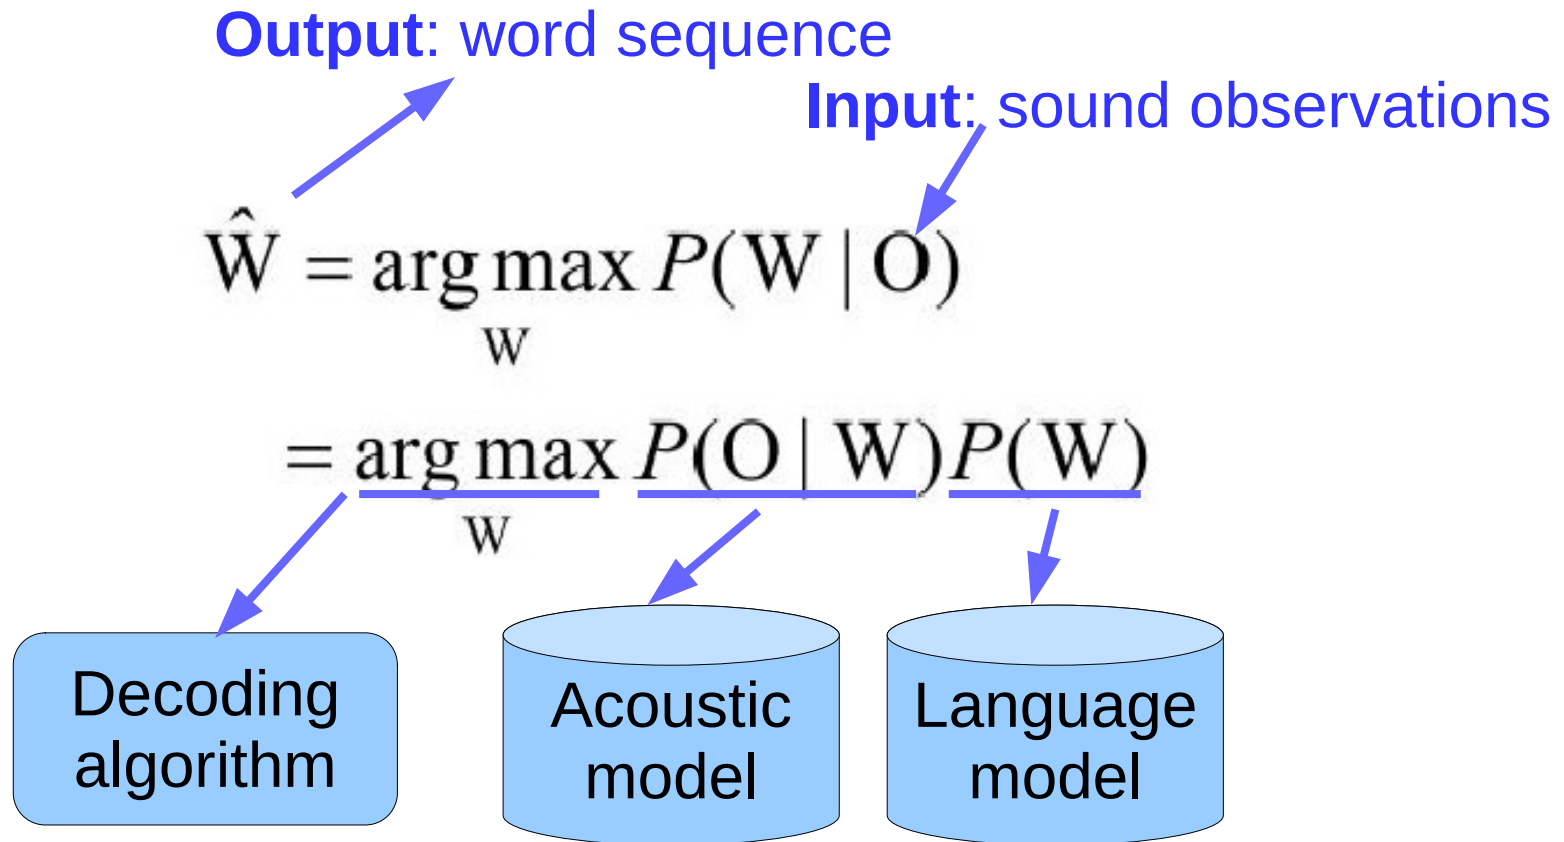 Output: word sequence
Input: sound observations
Ŵ = arg max P(W | O)
W
= arg max P(O | W)P(W)
W
Decoding
algorithm
Acoustic
model
Language
model